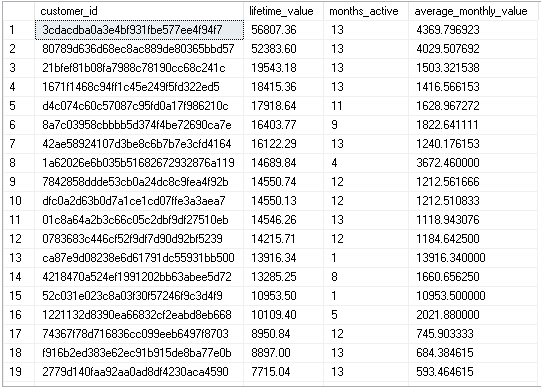 customer_id lifetime_value months_active average_monthly_value
1 3cdacdba0a3e4bf931fbe577ee4f94f7 56807.36 13 4369.796923
2 80789d636d68ec8ac889de80365bbd57 52383.60 13 4029.507692
3 21bfef81b08fa7988c78190cc68c241c 19543.18 13 1503.321538
4 1671f1468c94ff1c45e249f5fd322ed5 18415.36 13 1416.566153
5 d4c074c60c57087c95fd0a17f986210c 17918.64 11 1628.967272
6 8a7c03958cbbbb5d374f4be72690ca7e 16403.77 9 1822.641111
7 42ae58924107d3be8c6b7b7e3cfd4164 16122.29 13 1240.176153
8 1a62026e6b035b51682672932876a119 14689.84 4 3672.460000
9 7842858ddde53cb0a24dc8c9fea4f92b 14550.74 12 1212.561666
10 dfc0a2d63b0d7a1ce1cd07ffe3a3aea7 14550.13 12 1212.510833
11 01c8a64a2b3c66c05c2dbf9df27510eb 14546.26 13 1118.943076
12 0783683c446cf52f9df7d90d92bf5239 14215.71 12 1184.642500
13 ca87e9d08238e6d61791dc55931bb500 13916.34 1 13916.340000
14 4218470a524ef1991202bb63abee5d72 13285.25 8 1660.656250
15 52c031e023c8a03f30f57246f9c3d4f9 10953.50 1 10953.500000
16 1221132d8390ea66832cf2eabd8eb668 10109.40 5 2021.880000
17 74367f78d716836cc099eeb6497f8703 8950.84 12 745.903333
18 f916b2ed383e62ec91b915de8ba77e0b 8897.00 13 684.384615
19 2779d140faa92aa0ad8df4230aca4590 7715.04 13 593.464615